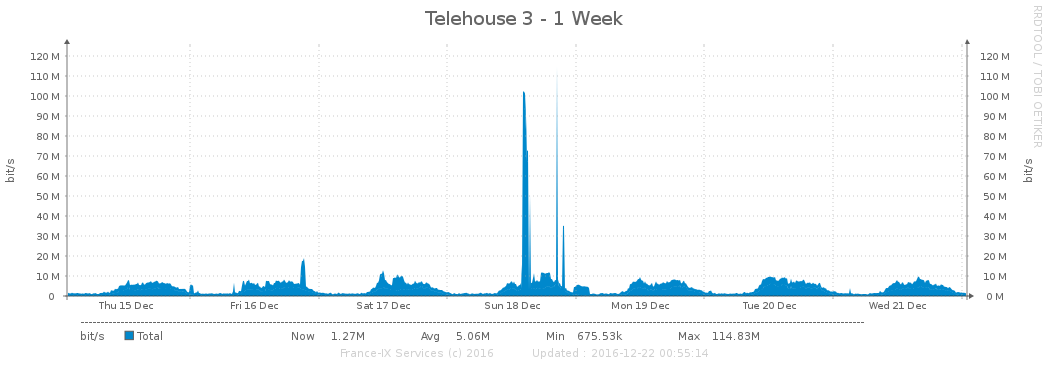 Telehouse 3 - 1 Week
RRDTOOL / TOBI OETIKER
120 M 120 M
110 M 110 M
100 M 100 M
90 M 90 M
80 M 80 M
70 M 70 M
60 M 60 M
50 M 50 M
40 M 40 M
30 M 30 M
20 M 20 M
10 M 10 M
0 0 M
bit/s
bit/s
Thu 15 Dec Fri 16 Dec Sat 17 Dec Sun 18 Dec Mon 19 Dec Tue 20 Dec Wed 21 Dec
bit/s Total Now 1.27M Avg 5.06M Min 675.53k Max 114.83M
France-IX Services (c) 2016 Updated : 2016-12-22 00:55:14